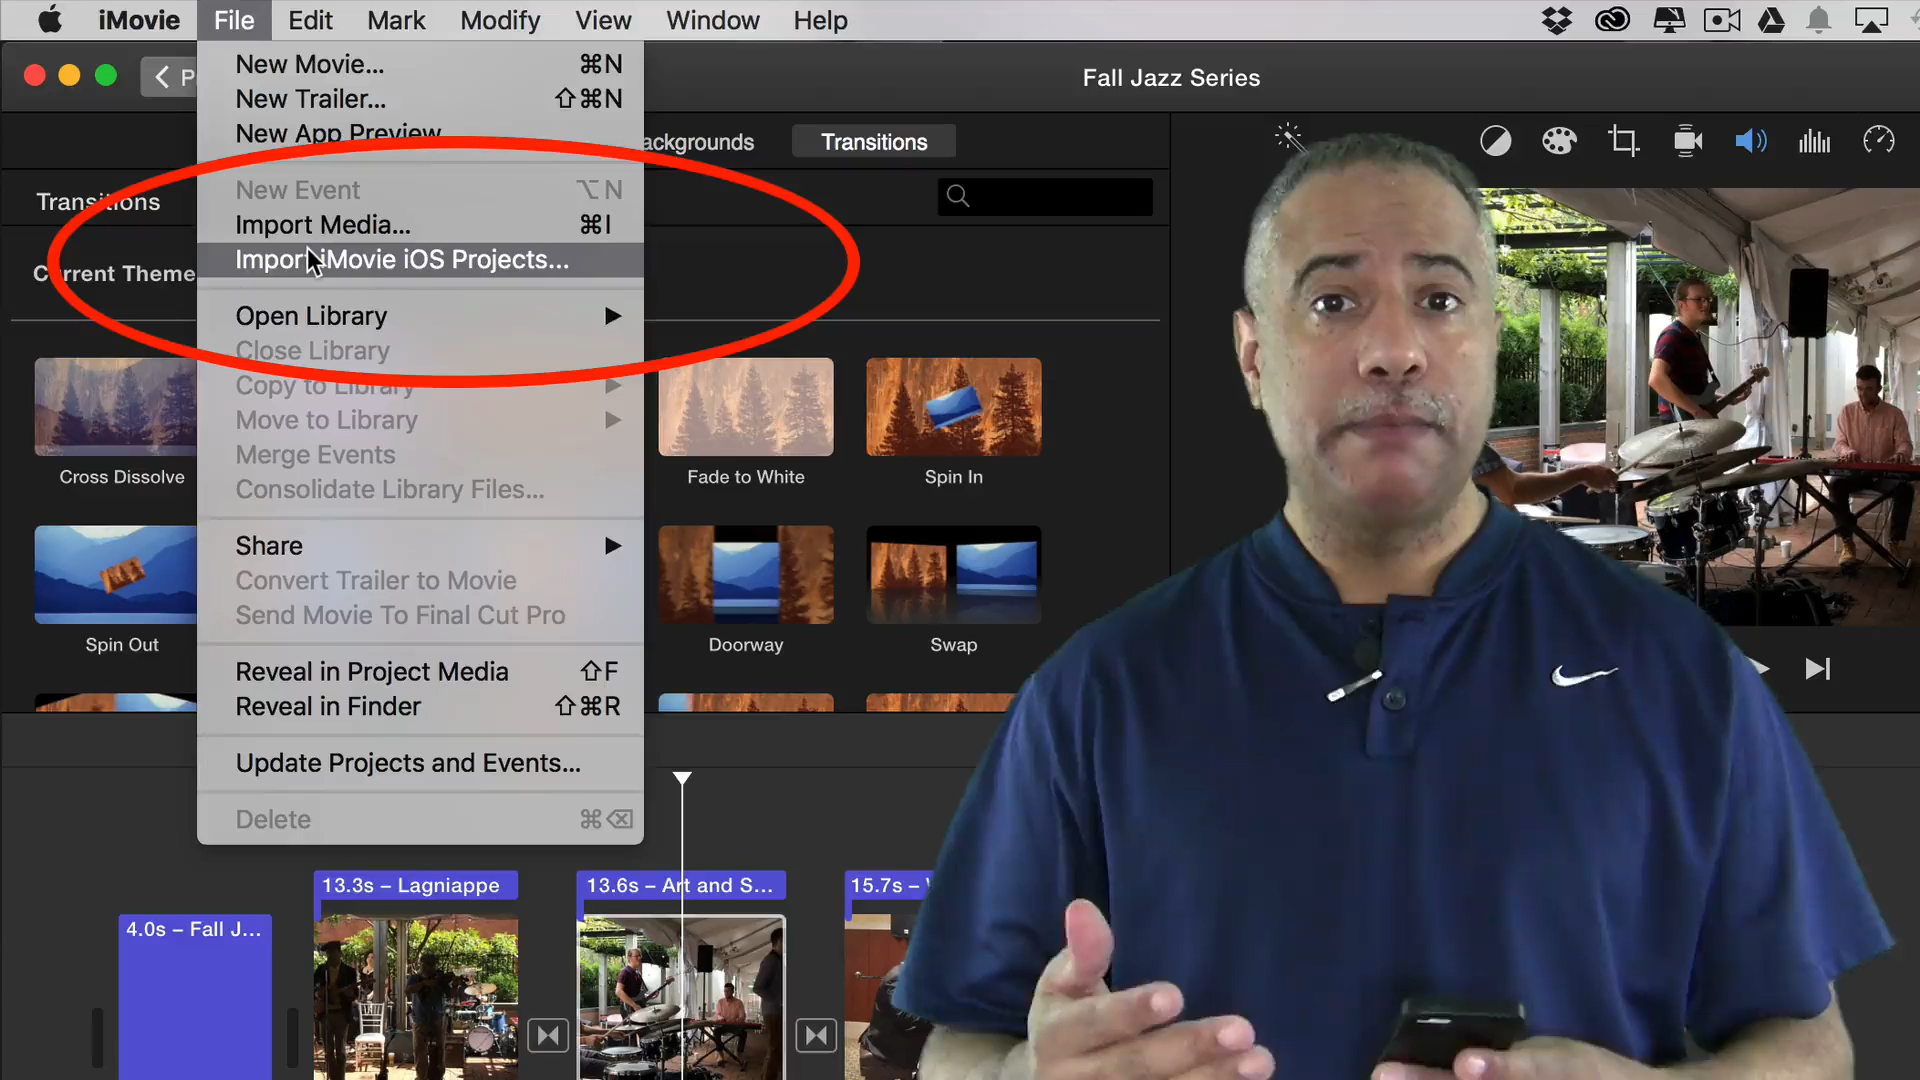 iMovie File Edit Mark Modify View Window Help
Fall Jazz Series
New Movie... ⌘N
New Trailer... ⇧⌘N
New App Preview
ackgrounds Transitions
Transitions
New Event ⌥N
Import Media... ⌘I
Import iMovie iOS Projects...
Current Theme
Open Library
Close Library
Copy to Library
Move to Library
Merge Events
Consolidate Library Files...
Cross Dissolve
Fade to White
Spin In
Share
Convert Trailer to Movie
Send Movie To Final Cut Pro
Spin Out
Doorway
Swap
Reveal in Project Media ⇧F
Reveal in Finder ⇧⌘R
Update Projects and Events...
Delete ⌘⌫
13.3s – Lagniappe
13.6s – Art and S...
15.7s –
4.0s – Fall J...